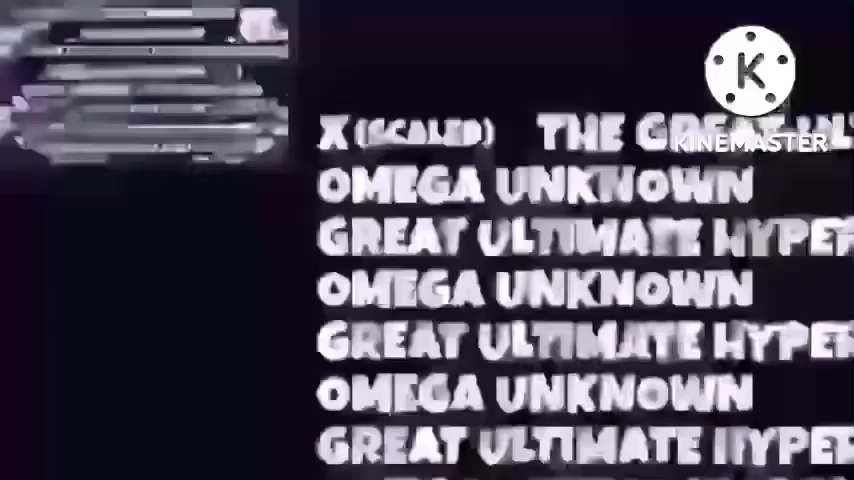 X (SCALED) THE GREAT UL
OMEGA UNKNOWN
GREAT ULTIMATE HYPER
OMEGA UNKNOWN
GREAT ULTIMATE HYPER
OMEGA UNKNOWN
GREAT ULTIMATE HYPER
K
KINEMASTER